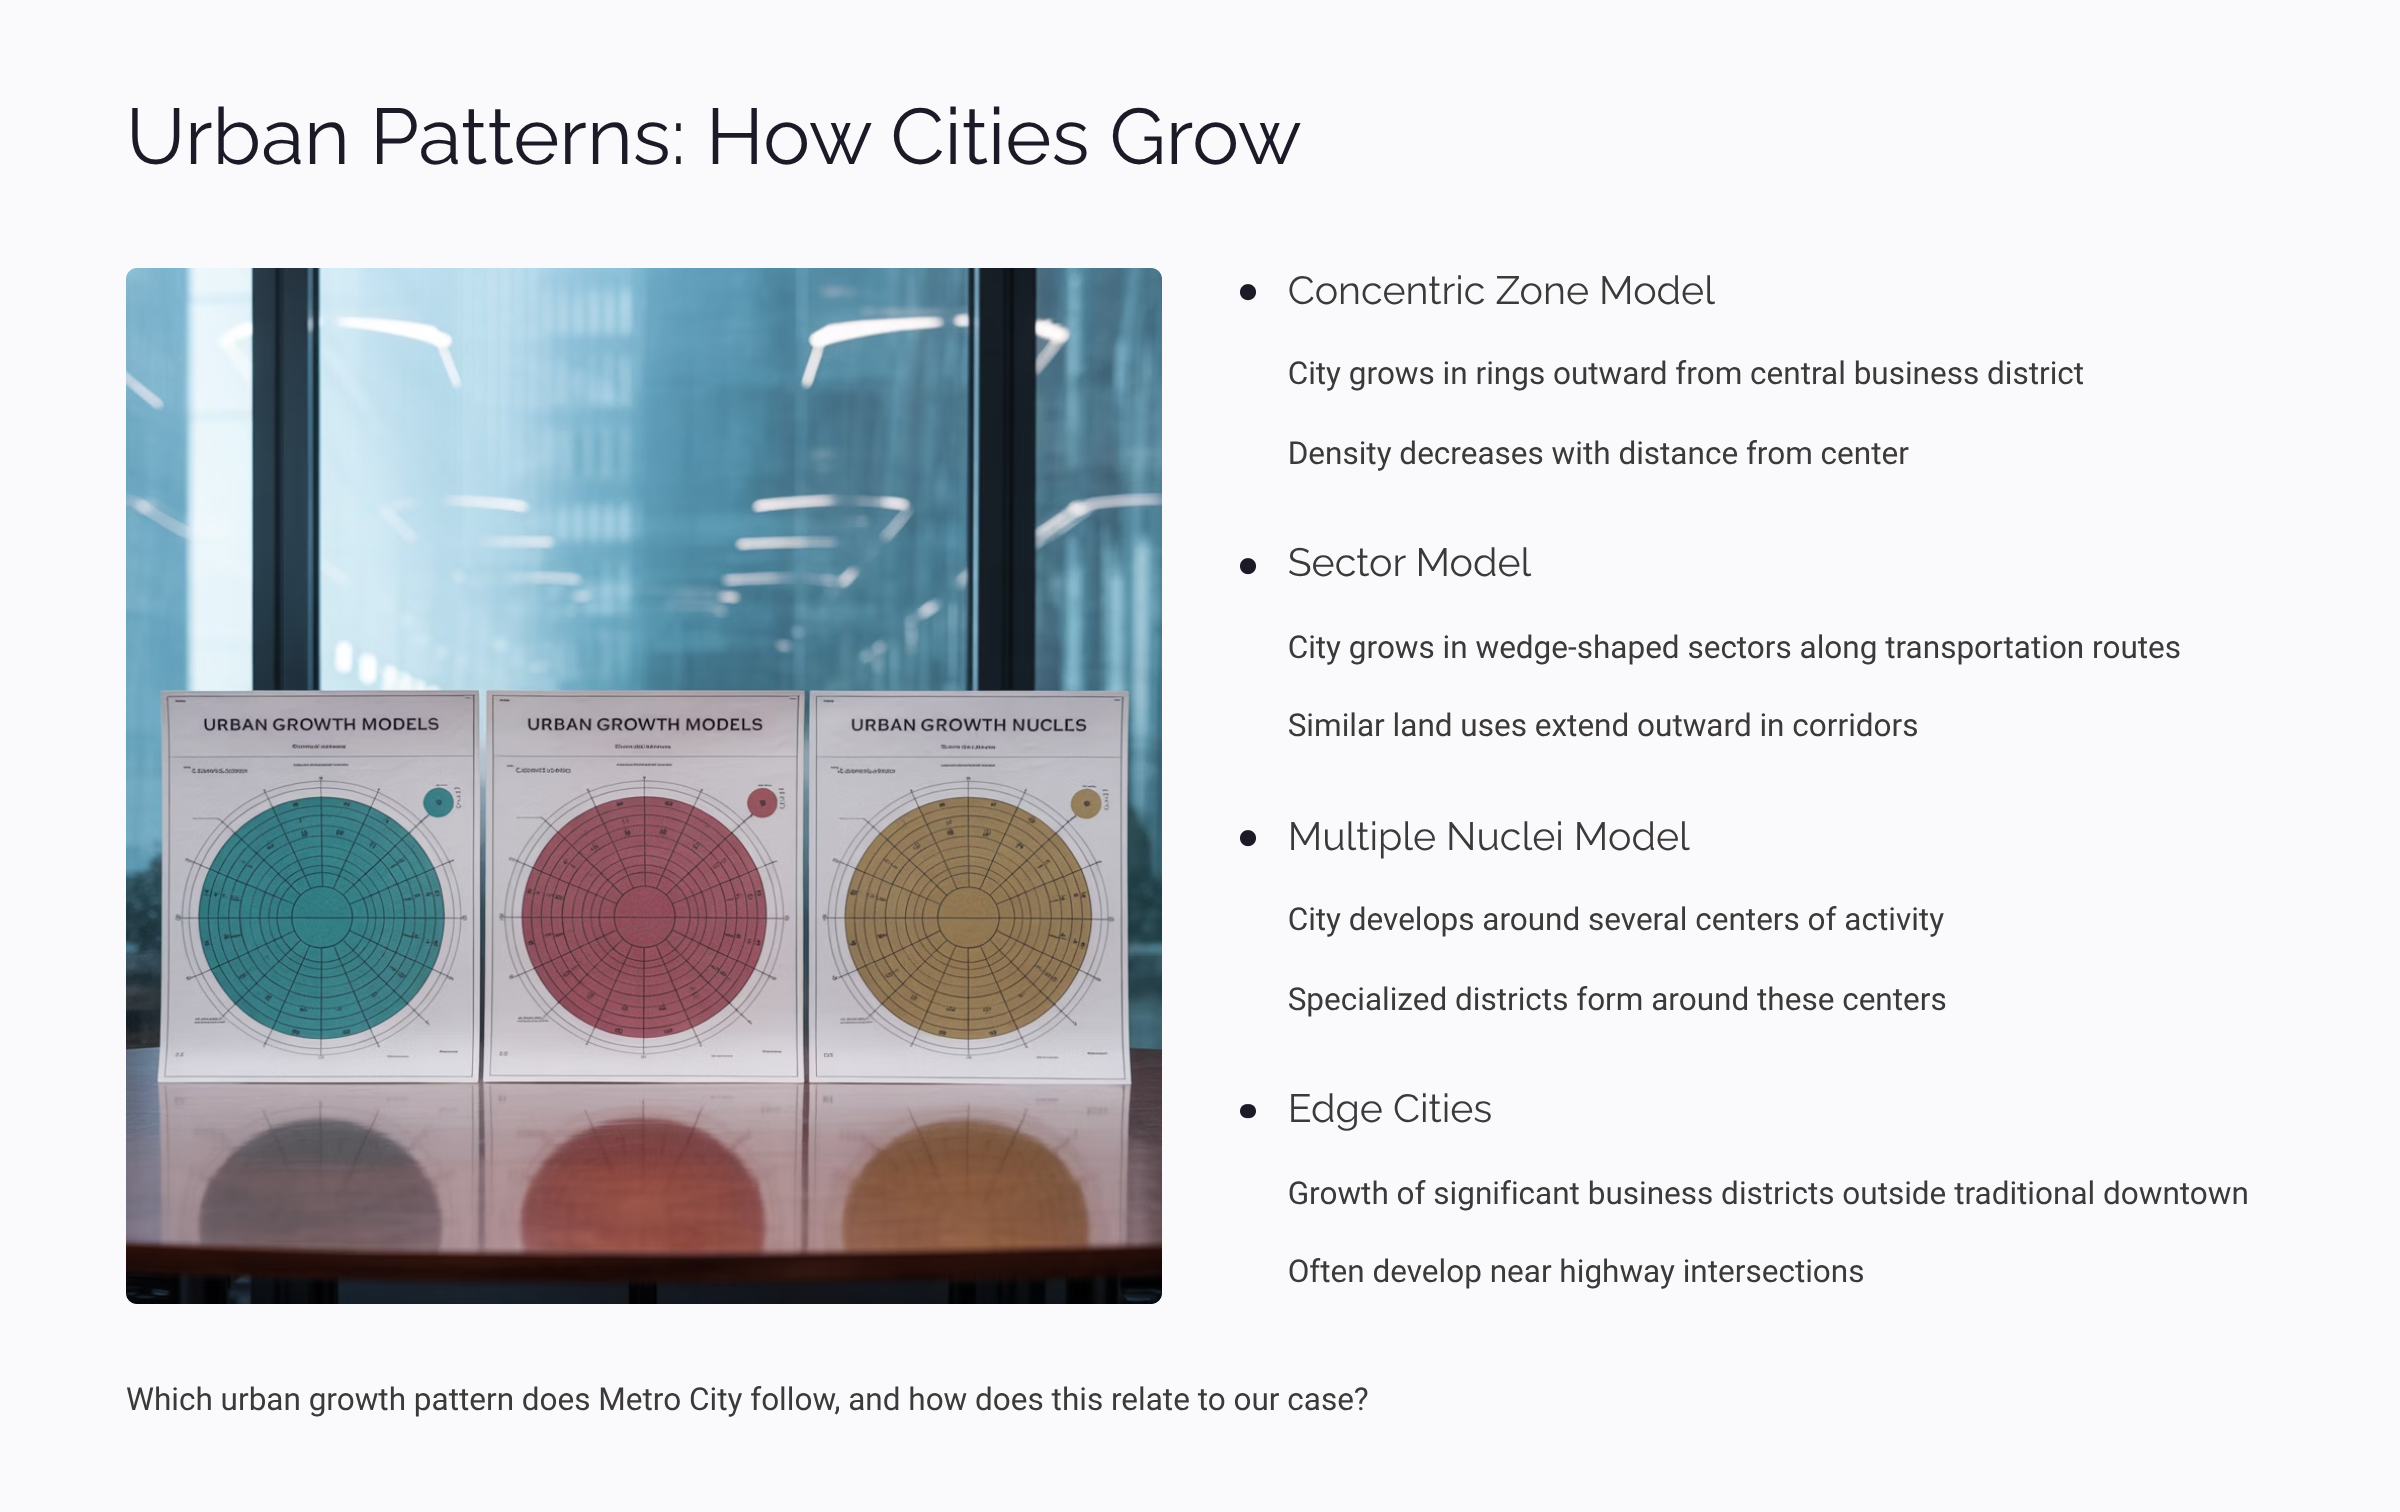 Urban Patterns: How Cities Grow
URBAN GROWTH MODELS
URBAN GROWTH MODELS
URBAN GROWTH NUCLES
Concentric Zone Model
City grows in rings outward from central business district
Density decreases with distance from center
Sector Model
City grows in wedge-shaped sectors along transportation routes
Similar land uses extend outward in corridors
Multiple Nuclei Model
City develops around several centers of activity
Specialized districts form around these centers
Edge Cities
Growth of significant business districts outside traditional downtown
Often develop near highway intersections
Which urban growth pattern does Metro City follow, and how does this relate to our case?